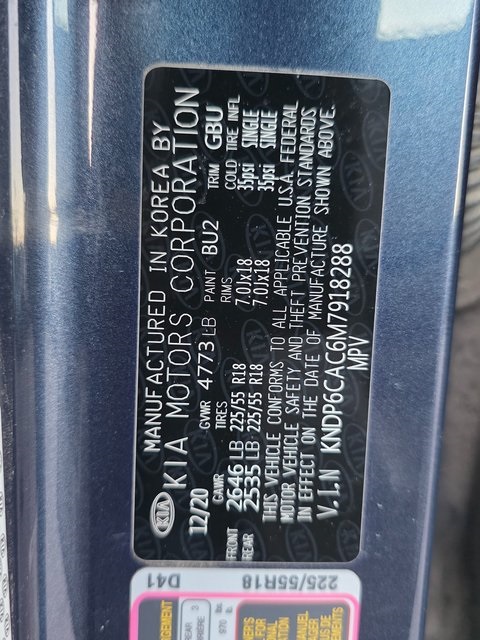 MANUFACTURED IN KOREA BY
KIA KIA MOTORS CORPORATION
12/20 GVWR 4773 LB PAINT BU2 TRIM GBU
GAWR TIRES RIMS COLD TIRE INFL
FRONT 2646 LB 225/55 R18 7.0Jx18 35psi SINGLE
REAR 2535 LB 225/55 R18 7.0Jx18 35psi SINGLE
THIS VEHICLE CONFORMS TO ALL APPLICABLE U.S.A. FEDERAL
MOTOR VEHICLE SAFETY AND THEFT PREVENTION STANDARDS
IN EFFECT ON THE DATE OF MANUFACTURE SHOWN ABOVE.
V.I.N KNDP6CAC6M7918288
MPV
D41 225/55R18
REAR
3